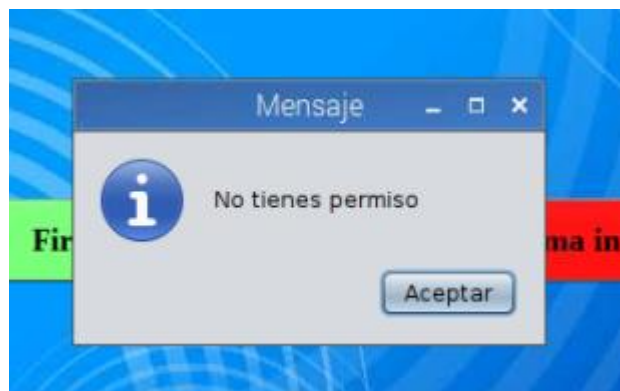 Mensaje
No tienes permiso
Fir
ma in
Aceptar